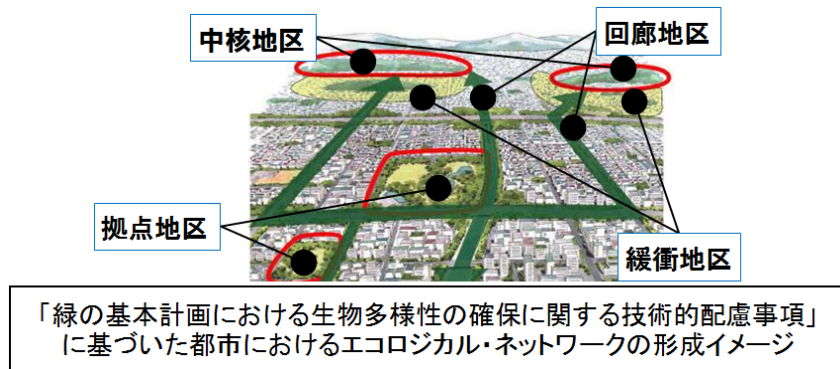 中核地区
回廊地区
拠点地区
緩衝地区
「緑の基本計画における生物多様性の確保に関する技術的配慮事項」
に基づいた都市におけるエコロジカル・ネットワークの形成イメージ